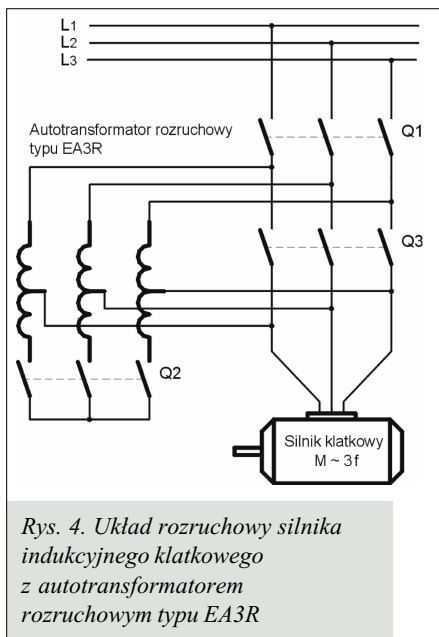 L1
L2
L3
Autotransformator rozruchowy
typu EA3R
Q1
Q3
Q2
Silnik klatkowy
M ~ 3 f
Rys. 4. Układ rozruchowy silnika
indukcyjnego klatkowego
z autotransformatorem
rozruchowym typu EA3R